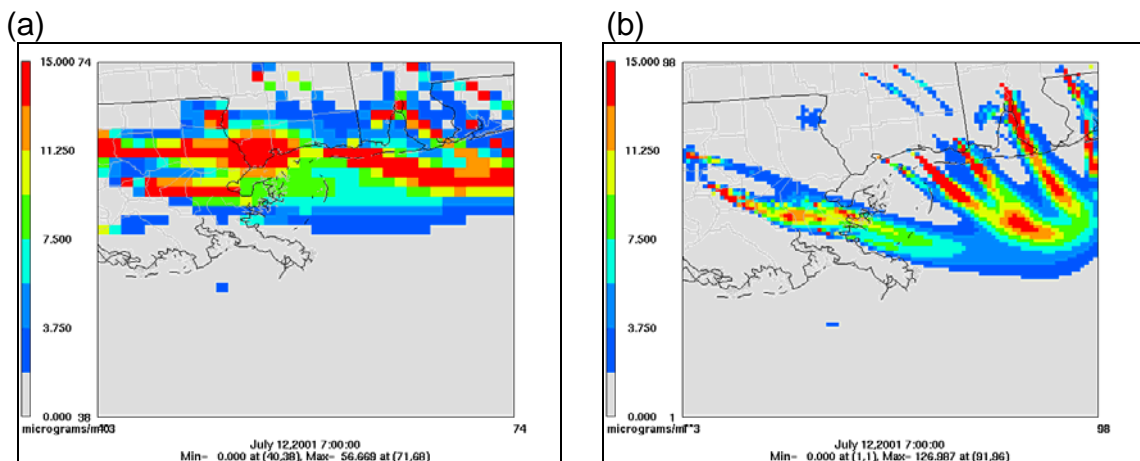 (a)
15.000 74
11.250
7.500
3.750
0.000 38
micrograms/m**3 74
July 12,2001 7:00:00
Min= 0.000 at (40,38), Max= 56.669 at (71,68)
(b)
15.000 98
11.250
7.500
3.750
0.000 1
micrograms/m**3 98
July 12,2001 7:00:00
Min= 0.000 at (1,1), Max= 126.987 at (91,96)